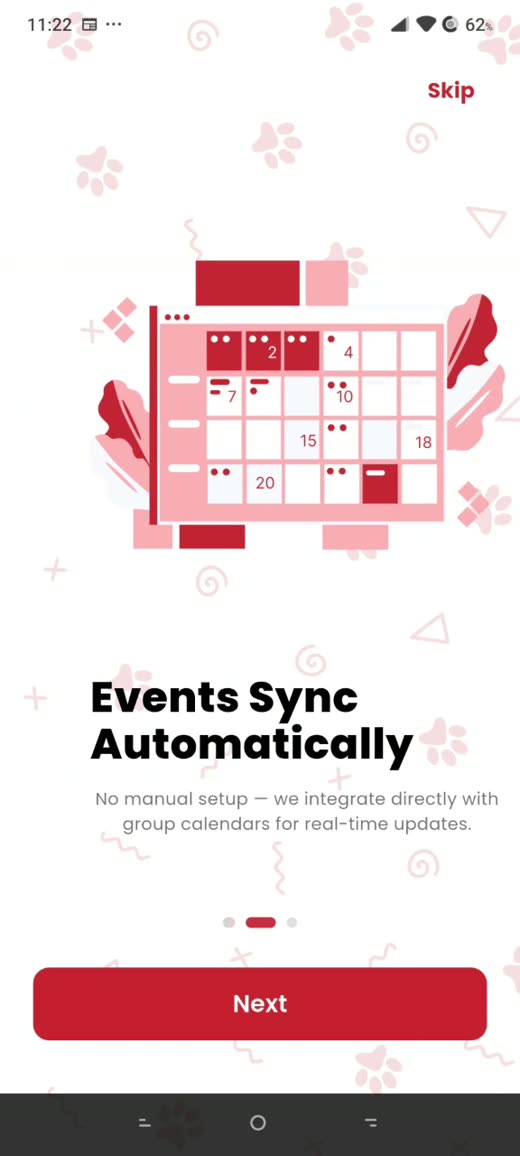 11:22
62%
Skip
2
4
7
10
15
18
20
Events Sync
Automatically
No manual setup — we integrate directly with
group calendars for real-time updates.
Next